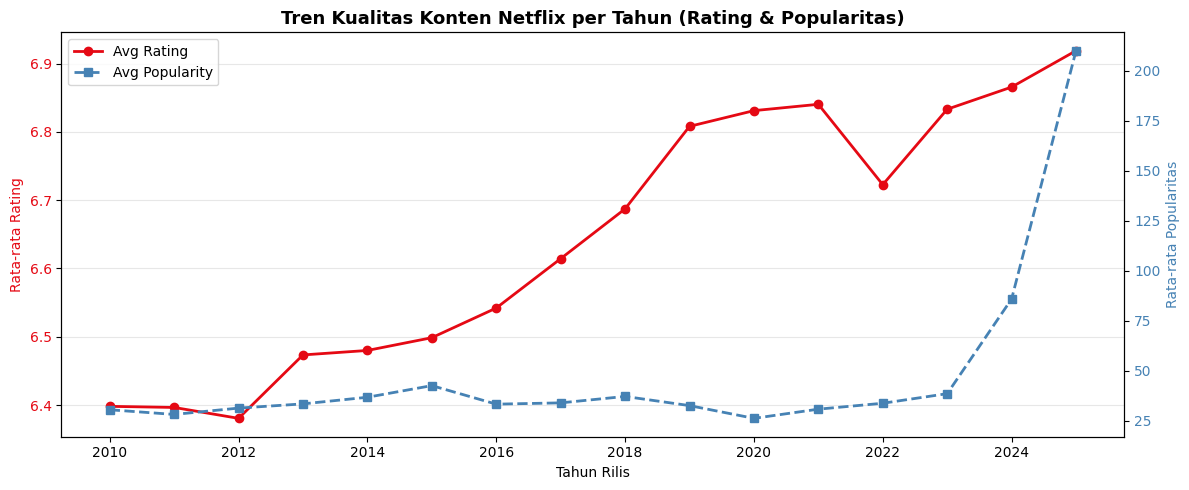 Tren Kualitas Konten Netflix per Tahun (Rating & Popularitas)
Avg Rating
Avg Popularity
Rata-rata Rating
6.9
6.8
6.7
6.6
6.5
6.4
200
175
150
125
100
75
50
25
Rata-rata Popularitas
2010 2012 2014 2016 2018 2020 2022 2024
Tahun Rilis